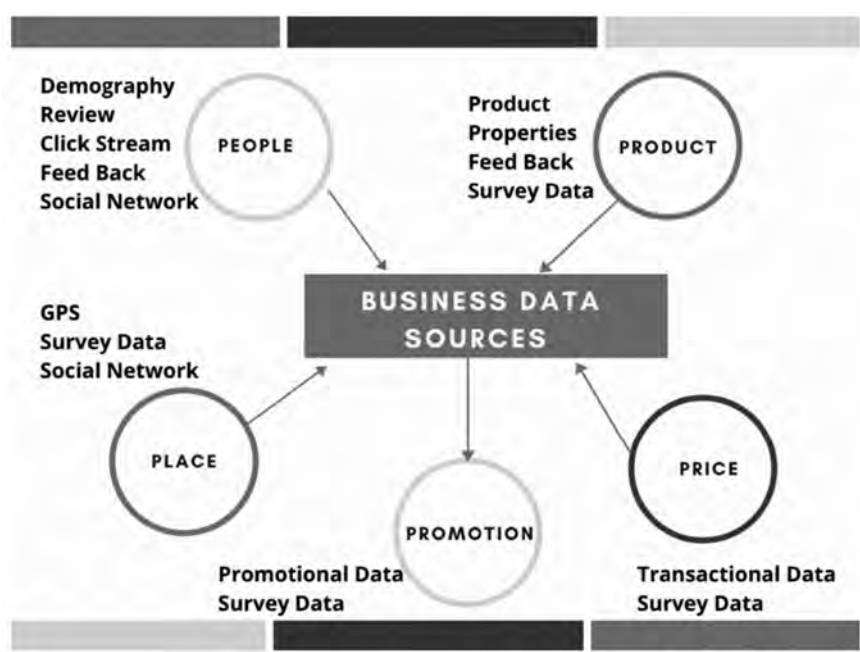 Demography
Review
Click Stream
Feed Back
Social Network
PEOPLE
Product
Properties
Feed Back
Survey Data
PRODUCT
BUSINESS DATA
SOURCES
GPS
Survey Data
Social Network
PLACE
PROMOTION
Promotional Data
Survey Data
PRICE
Transactional Data
Survey Data